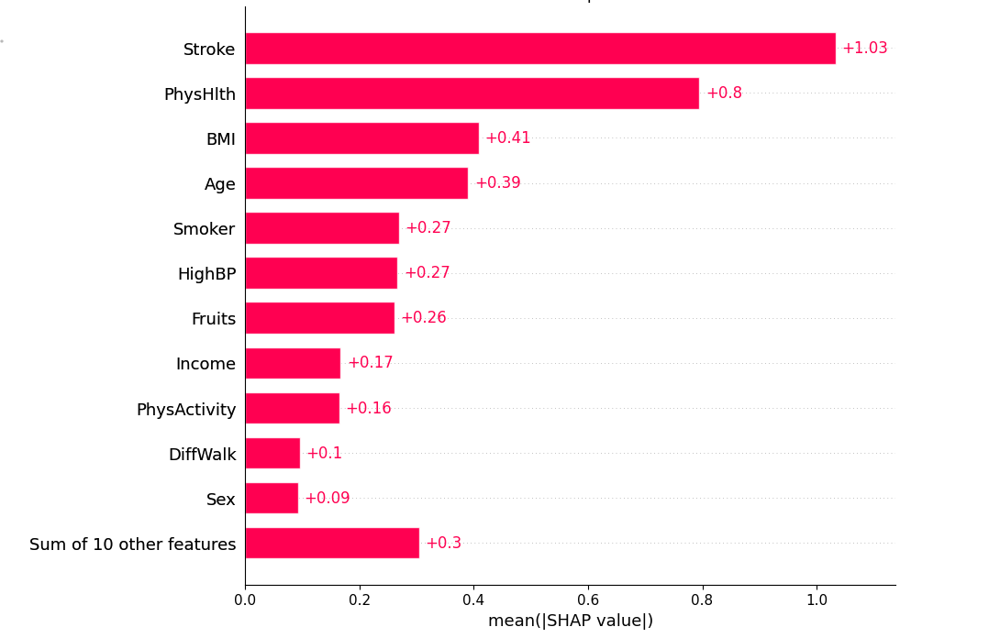 Stroke +1.03
PhysHlth +0.8
BMI +0.41
Age +0.39
Smoker +0.27
HighBP +0.27
Fruits +0.26
Income +0.17
PhysActivity +0.16
DiffWalk +0.1
Sex +0.09
Sum of 10 other features +0.3
0.0 0.2 0.4 0.6 0.8 1.0
mean(|SHAP value|)